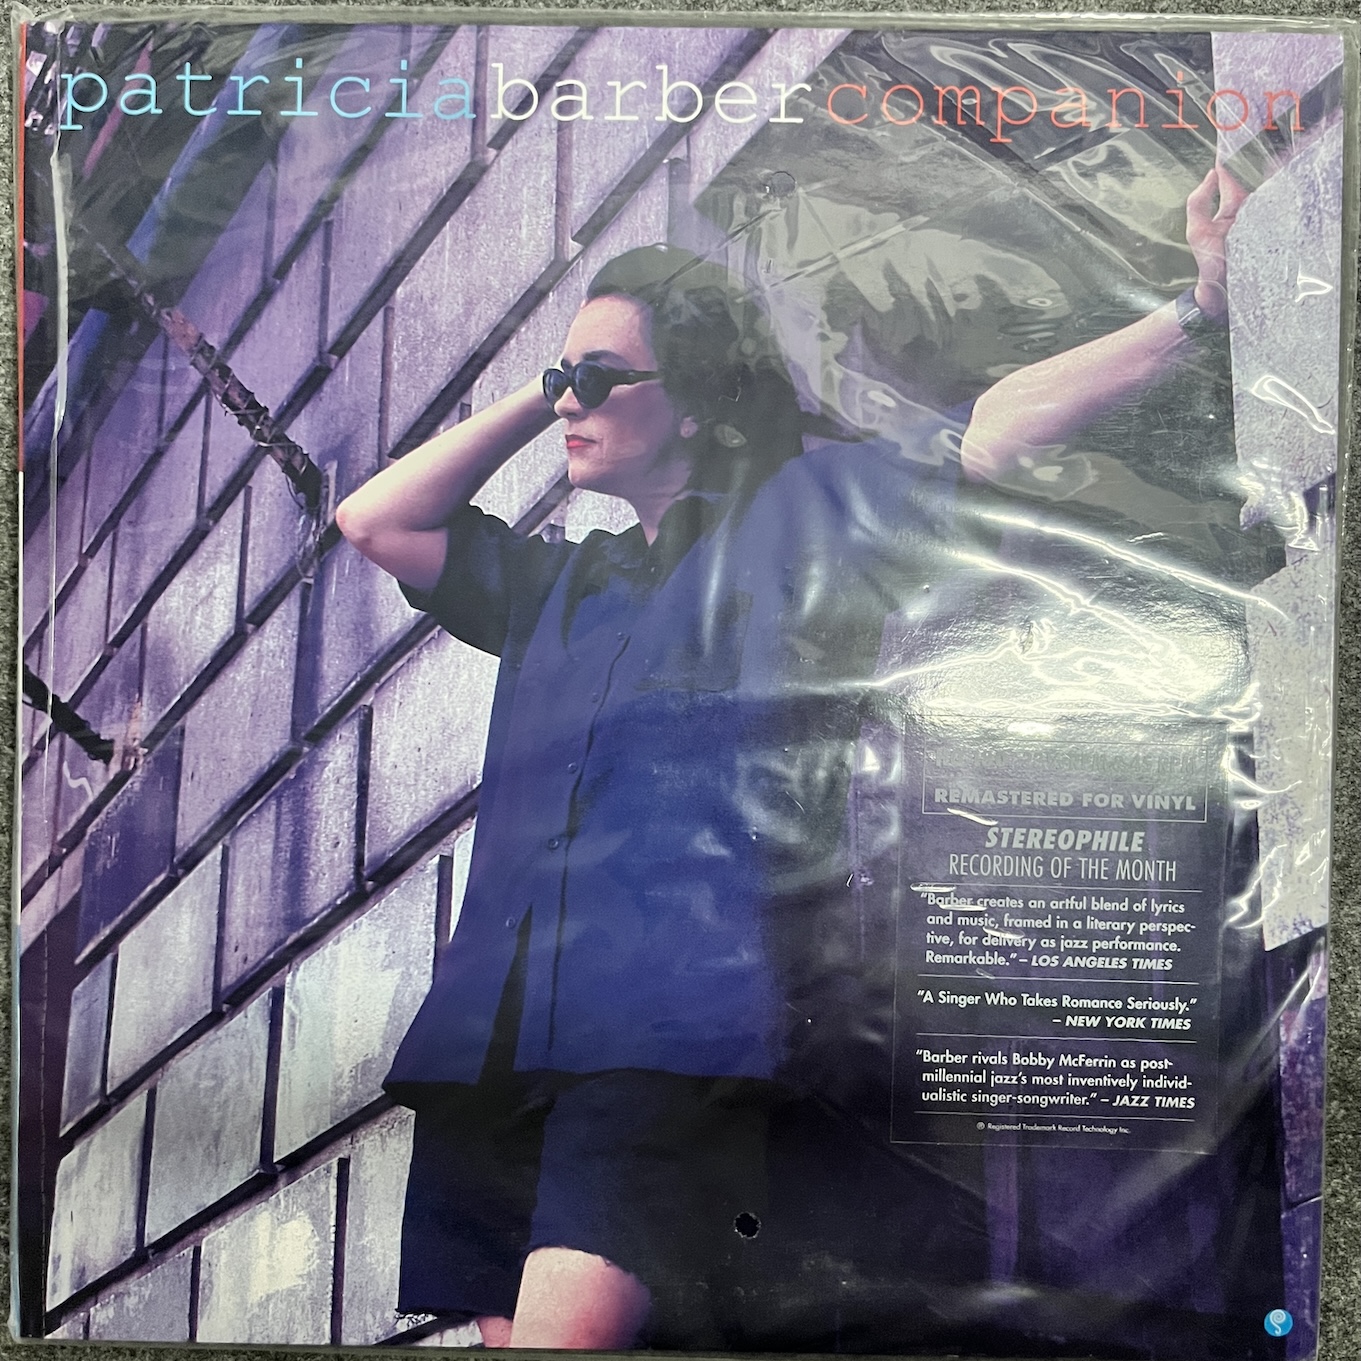 patriciabarbercompanion
REMASTERED FOR VINYL
STEREOPHILE
RECORDING OF THE MONTH
“Barber creates an artful blend of lyrics
and music, framed in a literary perspec-
tive, for delivery as jazz performance.
Remarkable.” – LOS ANGELES TIMES
“A Singer Who Takes Romance Seriously.”
– NEW YORK TIMES
“Barber rivals Bobby McFerrin as post-
millennial jazz’s most inventively individ-
ualistic singer-songwriter.” – JAZZ TIMES
® Registered Trademark Record Technology Inc.